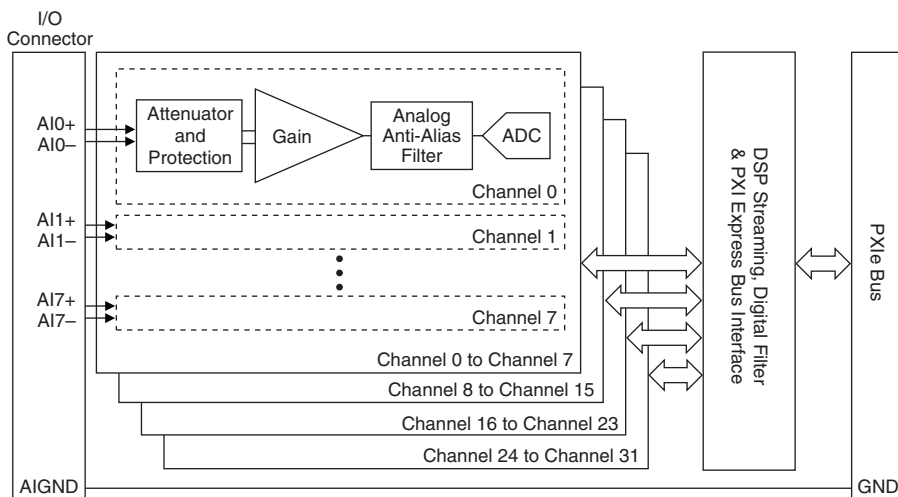 I/O
Connector
AI0+
AI0–
Attenuator
and
Protection
Gain
Analog
Anti-Alias
Filter
ADC
Channel 0
AI1+
AI1–
Channel 1
AI7+
AI7–
Channel 7
Channel 0 to Channel 7
Channel 8 to Channel 15
Channel 16 to Channel 23
Channel 24 to Channel 31
DSP Streaming, Digital Filter
& PXI Express Bus Interface
PXIe Bus
AIGND
GND